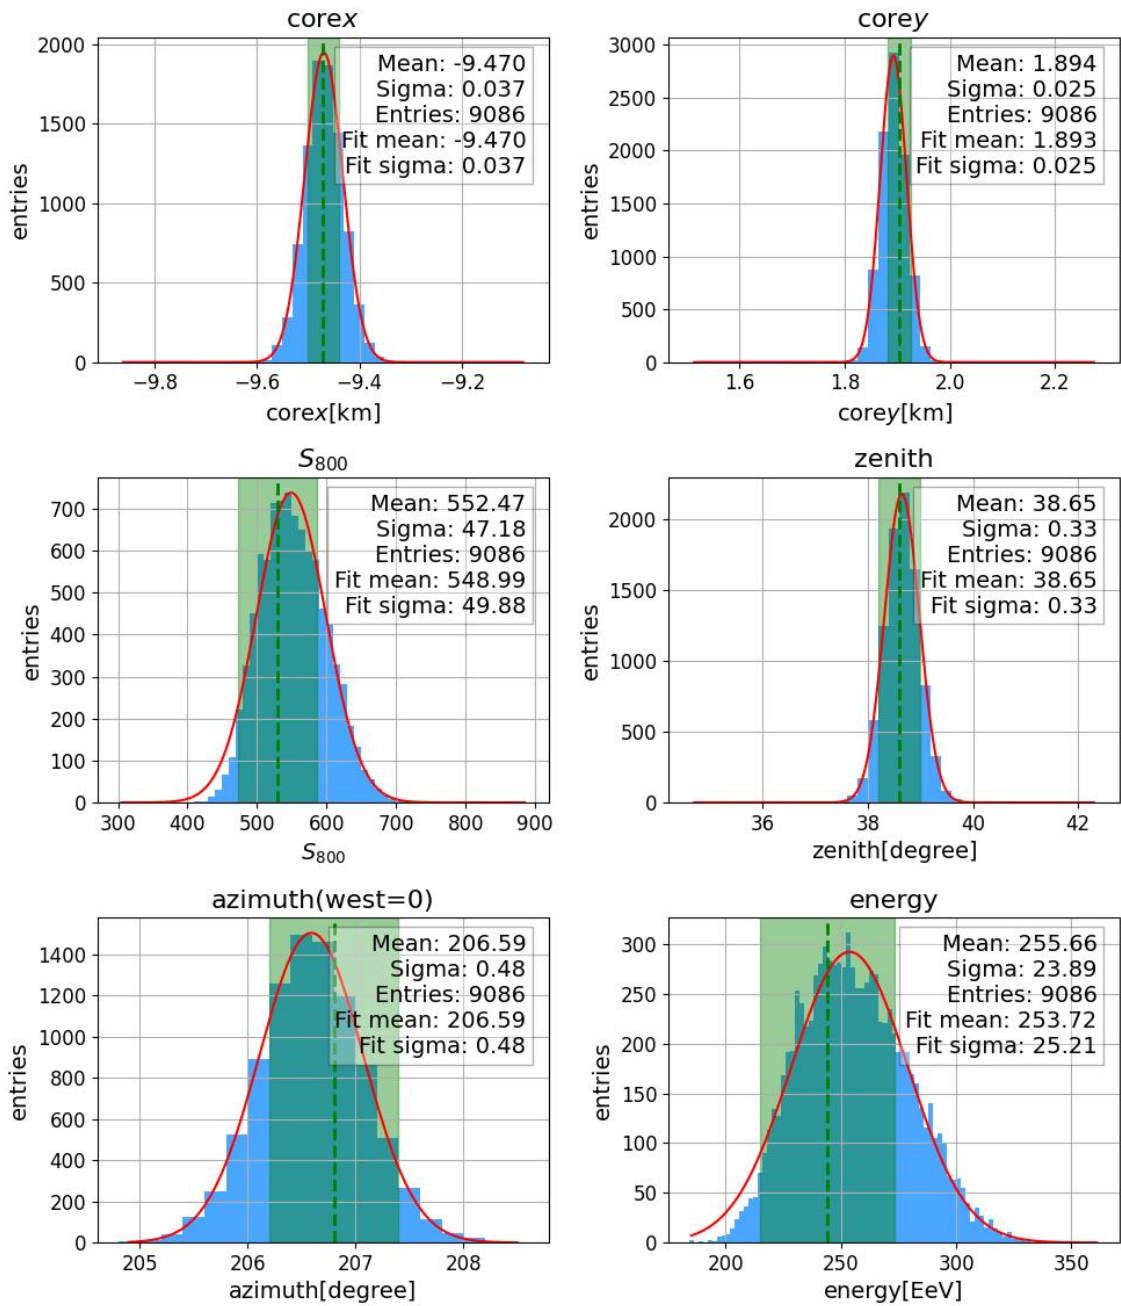 corex
2000
1500
1000
500
0
entries
Mean: -9.470
Sigma: 0.037
Entries: 9086
Fit mean: -9.470
Fit sigma: 0.037
−9.8 −9.6 −9.4 −9.2
corex[km]
corey
3000
2500
2000
1500
1000
500
0
entries
Mean: 1.894
Sigma: 0.025
Entries: 9086
Fit mean: 1.893
Fit sigma: 0.025
1.6 1.8 2.0 2.2
corey[km]
S800
700
600
500
400
300
200
100
0
entries
Mean: 552.47
Sigma: 47.18
Entries: 9086
Fit mean: 548.99
Fit sigma: 49.88
300 400 500 600 700 800 900
S800
zenith
2000
1500
1000
500
0
entries
Mean: 38.65
Sigma: 0.33
Entries: 9086
Fit mean: 38.65
Fit sigma: 0.33
36 38 40 42
zenith[degree]
azimuth(west=0)
1400
1200
1000
800
600
400
200
0
entries
Mean: 206.59
Sigma: 0.48
Entries: 9086
Fit mean: 206.59
Fit sigma: 0.48
205 206 207 208
azimuth[degree]
energy
300
250
200
150
100
50
0
entries
Mean: 255.66
Sigma: 23.89
Entries: 9086
Fit mean: 253.72
Fit sigma: 25.21
200 250 300 350
energy[EeV]